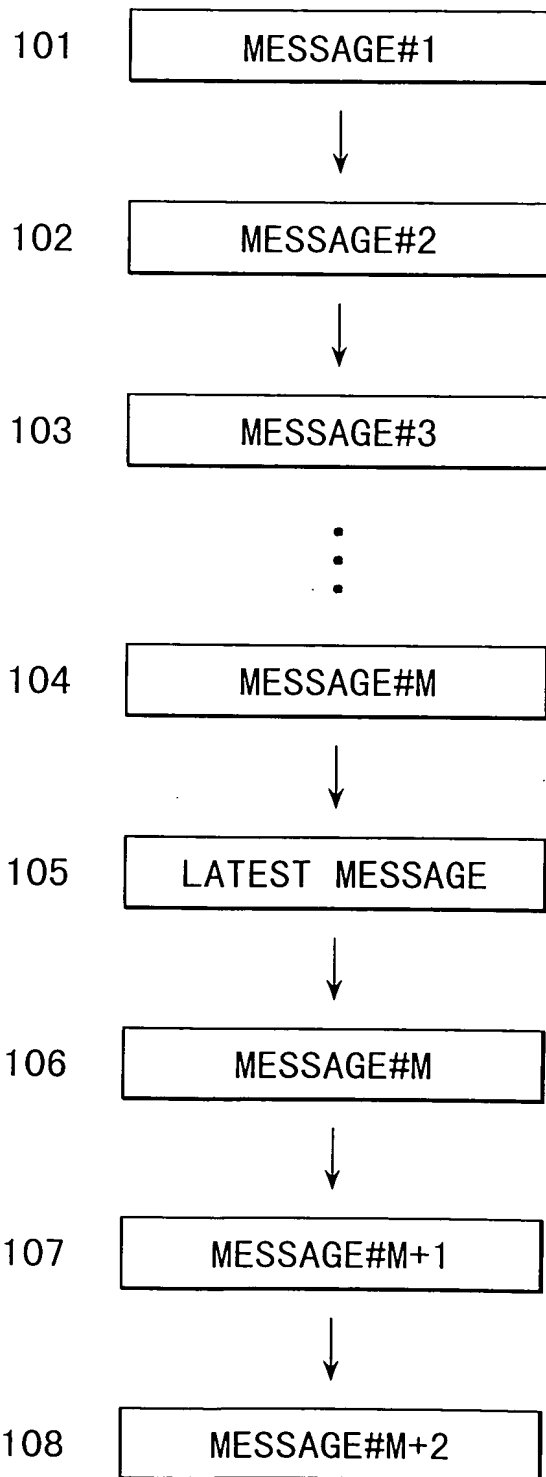 101 MESSAGE#1
102 MESSAGE#2
103 MESSAGE#3
104 MESSAGE#M
105 LATEST MESSAGE
106 MESSAGE#M
107 MESSAGE#M+1
108 MESSAGE#M+2